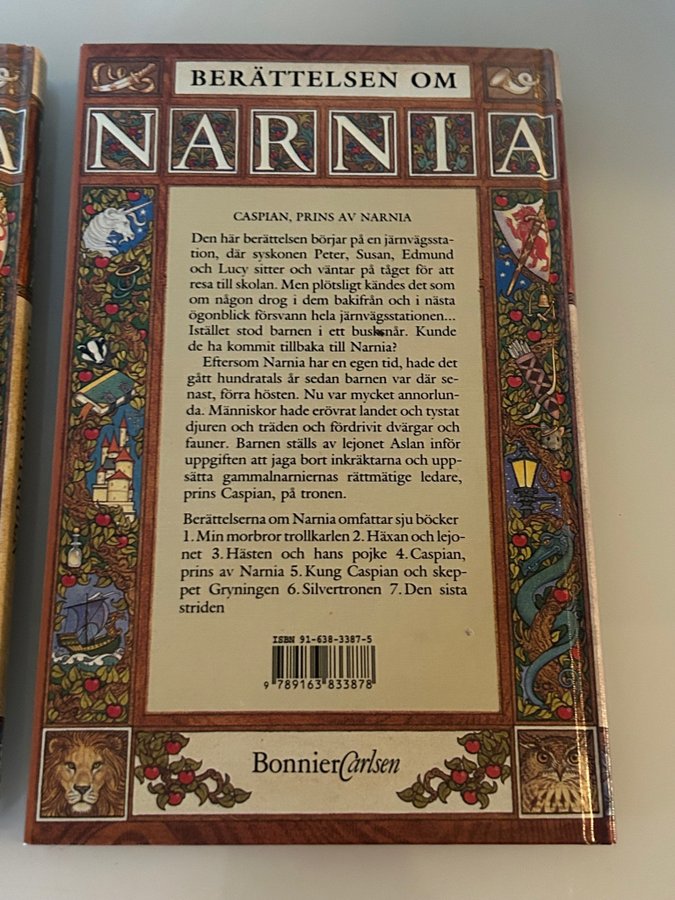 BERÄTTELSEN OM
NARNIA
CASPIAN, PRINS AV NARNIA
Den här berättelsen börjar på en järnvägssta-
tion, där syskonen Peter, Susan, Edmund
och Lucy sitter och väntar på tåget för att
resa till skolan. Men plötsligt kändes det som
om någon drog i dem bakifrån och i nästa
ögonblick försvann hela järnvägsstationen...
Istället stod barnen i ett busksnår. Kunde
de ha kommit tillbaka till Narnia?
Eftersom Narnia har en egen tid, hade det
gått hundratals år sedan barnen var där se-
nast, förra hösten. Nu var mycket annorlun-
da. Människor hade erövrat landet och tystat
djuren och träden och fördrivit dvärgar och
fauner. Barnen ställs av lejonet Aslan inför
uppgiften att jaga bort inkräktarna och upp-
sätta gammalnarniernas rättmätige ledare,
prins Caspian, på tronen.
Berättelserna om Narnia omfattar sju böcker
1. Min morbror trollkarlen 2. Häxan och lejo-
net 3. Hästen och hans pojke 4. Caspian,
prins av Narnia 5. Kung Caspian och skep-
pet Gryningen 6. Silvertronen 7. Den sista
striden
ISBN 91-638-3387-5
9 789163 833878
BonnierCarlsen
A